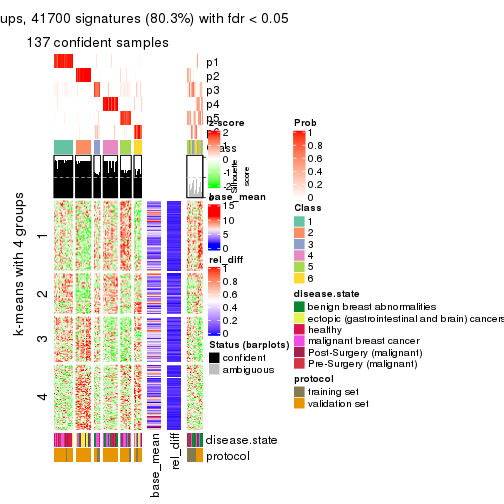 ups, 41700 signatures (80.3%) with fdr < 0.05
137 confident samples
p1
p2
p3
p4
p5
z-score
2
1
0
-1
-2
Silhouette
score
base_mean
15
10
5
0
rel_diff
1
0.8
0.6
0.4
0.2
0
Status (barplots)
confident
ambiguous
k-means with 4 groups
1
2
3
4
base_mean
rel_diff
disease.state
protocol
Prob
1
0.8
0.6
0.4
0.2
0
Class
1
2
3
4
5
6
disease.state
benign breast abnormalities
ectopic (gastrointestinal and brain) cancers
healthy
malignant breast cancer
Post-Surgery (malignant)
Pre-Surgery (malignant)
protocol
training set
validation set